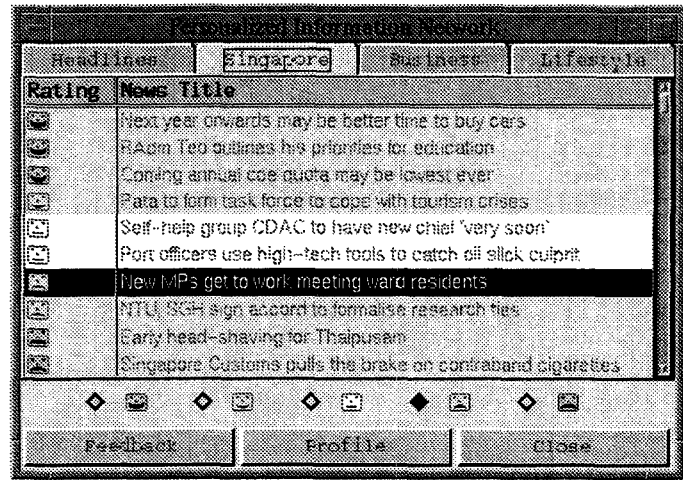 Personalized Information Network
Headlines Singapore Business Lifestyle
Rating News Title
Next year onwards may be better time to buy cars
RAdm Teo outlines his priorities for education
Coming annual coe quota may be lowest ever
Pata to form task force to cope with tourism crises
Self-help group CDAC to have new chief 'very soon'
Port officers use high-tech tools to catch oil slick culprit
New MPs get to work meeting ward residents
NTU, SGH sign accord to formalise research ties
Early head-shaving for Thaipusam
Singapore Customs pulls the brake on contraband cigarettes
Feedback Profile Close